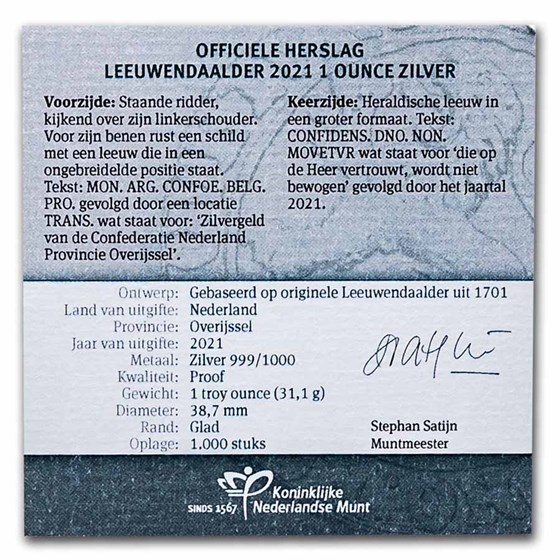 OFFICIELE HERSLAG
LEEUWENDAALDER 2021 1 OUNCE ZILVER
Voorzijde: Staande ridder,
kijkend over zijn linkerschouder.
Voor zijn benen rust een schild
met een leeuw die in een
ongebreidelde positie staat.
Tekst: MON. ARG. CONFOE. BELG.
PRO. gevolgd door een locatie
TRANS. wat staat voor: ‘Zilvergeld
van de Confederatie Nederland
Provincie Overijssel’.
Keerzijde: Heraldische leeuw in
een groter formaat. Tekst:
CONFIDENS. DNO. NON.
MOVETVR wat staat voor ‘die op
de Heer vertrouwt, wordt niet
bewogen’ gevolgd door het jaartal
2021.
Ontwerp: Gebaseerd op originele Leeuwendaalder uit 1701
Land van uitgifte: Nederland
Provincie: Overijssel
Jaar van uitgifte: 2021
Metaal: Zilver 999/1000
Kwaliteit: Proof
Gewicht: 1 troy ounce (31,1 g)
Diameter: 38,7 mm
Rand: Glad
Oplage: 1.000 stuks
Stephan Satijn
Muntmeester
SINDS 1567
Koninklijke
Nederlandse Munt